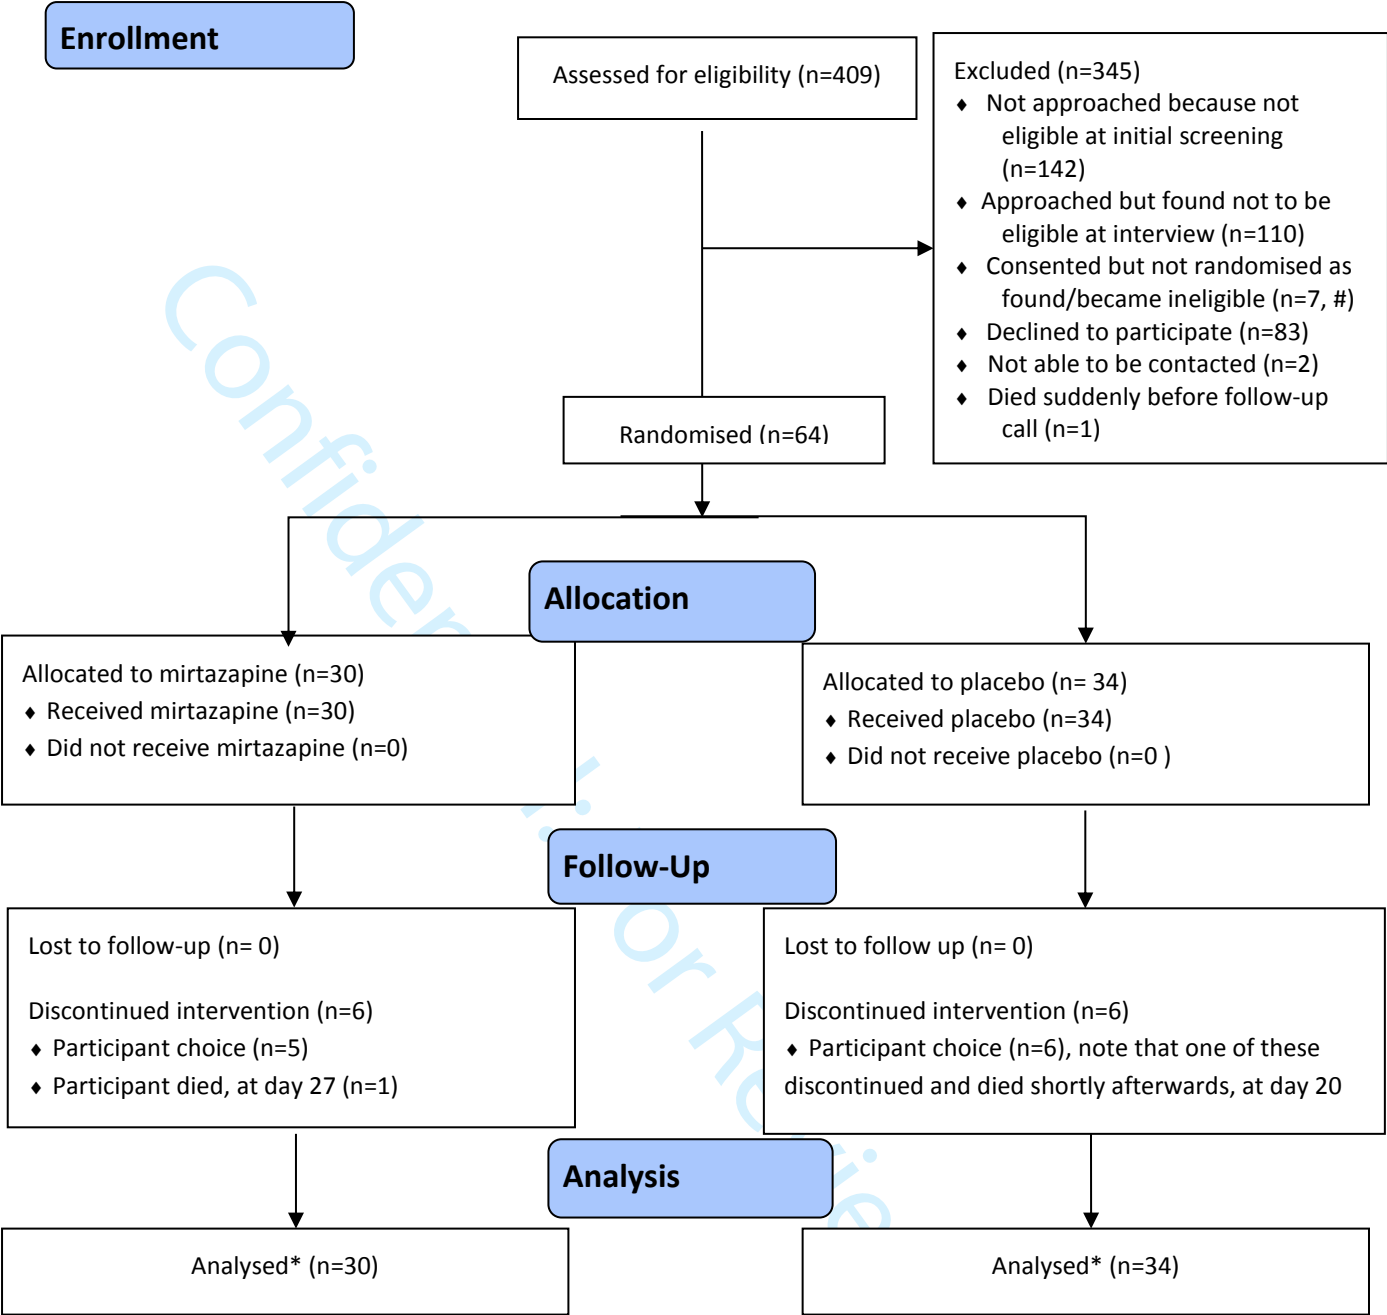 Enrollment
Assessed for eligibility (n=409)
Excluded (n=345)
♦ Not approached because not
eligible at initial screening
(n=142)
♦ Approached but found not to be
eligible at interview (n=110)
♦ Consented but not randomised as
found/became ineligible (n=7, #)
♦ Declined to participate (n=83)
♦ Not able to be contacted (n=2)
♦ Died suddenly before follow-up
call (n=1)
Randomised (n=64)
Allocation
Allocated to mirtazapine (n=30)
♦ Received mirtazapine (n=30)
♦ Did not receive mirtazapine (n=0)
Allocated to placebo (n= 34)
♦ Received placebo (n=34)
♦ Did not receive placebo (n=0 )
Follow-Up
Lost to follow-up (n= 0)
Discontinued intervention (n=6)
♦ Participant choice (n=5)
♦ Participant died, at day 27 (n=1)
Lost to follow up (n= 0)
Discontinued intervention (n=6)
♦ Participant choice (n=6), note that one of these
discontinued and died shortly afterwards, at day 20
Analysis
Analysed* (n=30)
Analysed* (n=34)